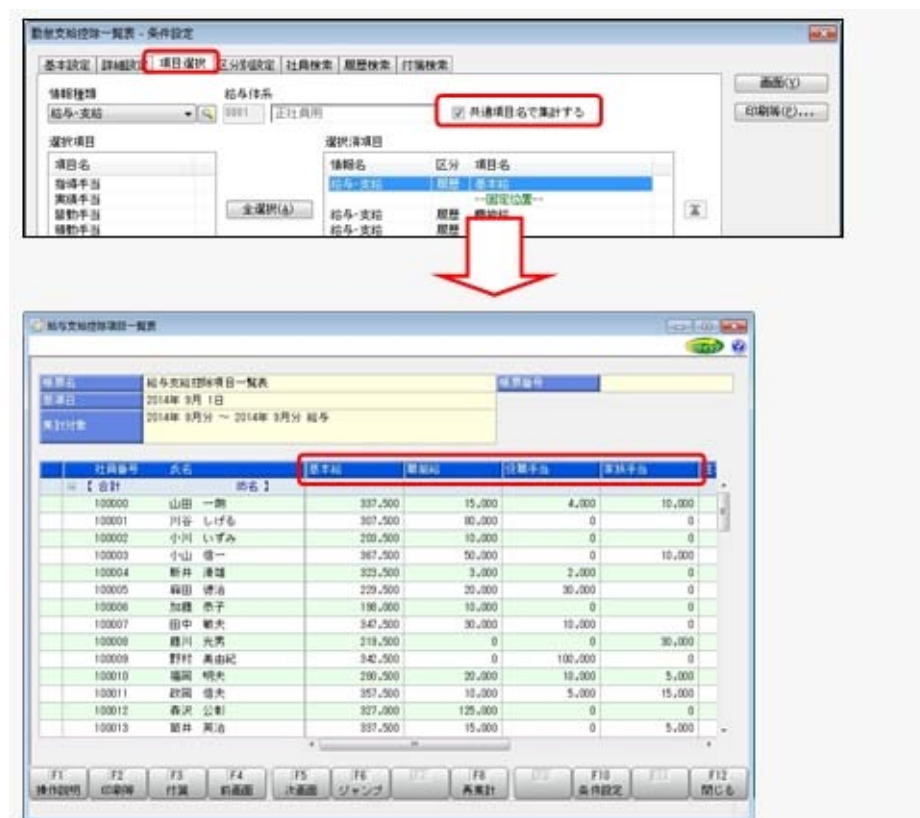 勤怠支給控除一覧表 - 条件設定
基本設定 詳細設定 項目選択 区分別設定 社員検索 履歴検索 付箋検索
画面(V)
情報種類 給与体系
給与・支給 0001 正社員用 共通項目名で集計する 印刷等(P)...
選択項目 選択済項目
項目名 情報名 区分 項目名
指導手当 給与・支給 履歴 基本給
実績手当 --固定位置--
全選択(A) 給与・支給 履歴 職能給
給与・支給 履歴
給与支給控除項目一覧表
帳票名 給与支給控除項目一覧表 帳票番号
基準日 2014年 9月 1日
集計対象 2014年 9月分 ～ 2014年 9月分 給与
社員番号 氏名 基本給 職能給 役職手当 家族手当
【 合計 名 】
100000 山田 一朗 337,500 15,000 4,000 10,000
100001 川谷 しげる 307,500 80,000 0 0
100002 小川 いずみ 200,500 10,000 0 0
100003 小山 信一 367,500 50,000 0 10,000
100004 新井 323,500 3,000 2,000 0
100005 麻田 229,500 20,000 30,000 0
100006 加藤 恭子 198,000 10,000 0 0
100007 田中 敏夫 347,500 30,000 10,000 0
100008 藤川 光男 219,500 0 0 30,000
100009 野村 美由紀 342,500 0 100,000 0
100010 福岡 明夫 280,500 20,000 10,000 5,000
100011 政岡 信夫 357,500 10,000 5,000 15,000
100012 森沢 公彰 327,000 125,000 0 0
100013 筒井 英治 337,500 15,000 0 5,000
F1 F2 F3 F4 F5 F6 F8 F10 F12
操作説明 印刷等 付箋 前画面 次画面 ジャンプ 再集計 条件設定 閉じる